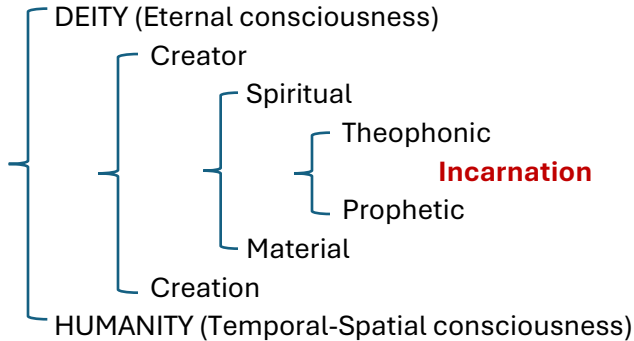 DEITY (Eternal consciousness)
Creator
Spiritual
Theophonic
Incarnation
Prophetic
Material
Creation
HUMANITY (Temporal-Spatial consciousness)